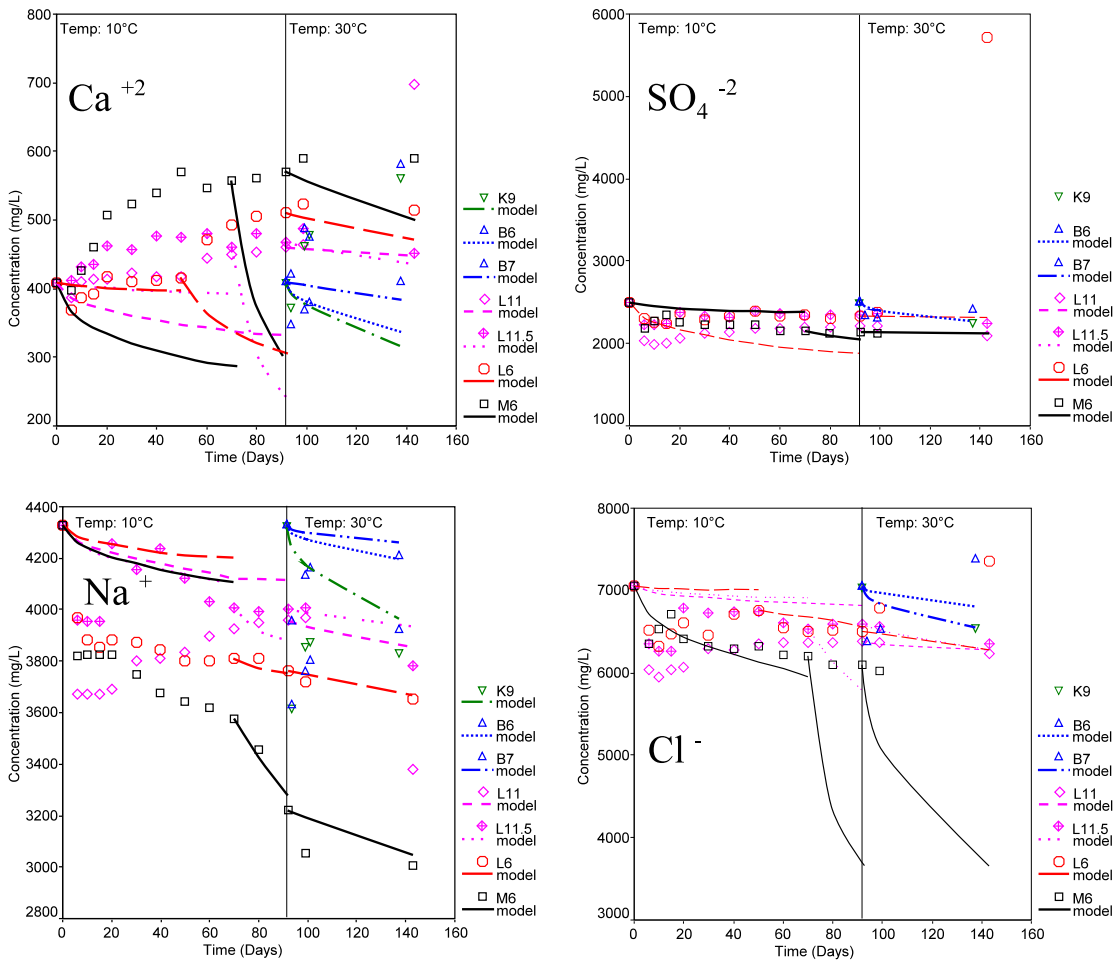 800
700
600
500
400
300
200
Concentration (mg/L)
Temp: 10°C
Temp: 30°C
Ca +2
0 20 40 60 80 100 120 140 160
Time (Days)
K9
model
B6
model
B7
model
L11
model
L11.5
model
L6
model
M6
model
6000
5000
4000
3000
2000
1000
Concentration (mg/L)
Temp: 10°C
Temp: 30°C
SO4 -2
0 20 40 60 80 100 120 140 160
Time (Days)
K9
B6
model
B7
model
L11
model
L11.5
model
L6
model
M6
model
4400
4200
4000
3800
3600
3400
3200
3000
2800
Concentration (mg/L)
Temp: 10°C
Temp: 30°C
Na +
0 20 40 60 80 100 120 140 160
Time (Days)
K9
model
B6
model
B7
model
L11
model
L11.5
model
L6
model
M6
model
8000
7000
6000
5000
4000
3000
Concentration (mg/L)
Temp: 10°C
Temp: 30°C
Cl -
0 20 40 60 80 100 120 140 160
Time (Days)
K9
B6
model
B7
model
L11
model
L11.5
model
L6
model
M6
model